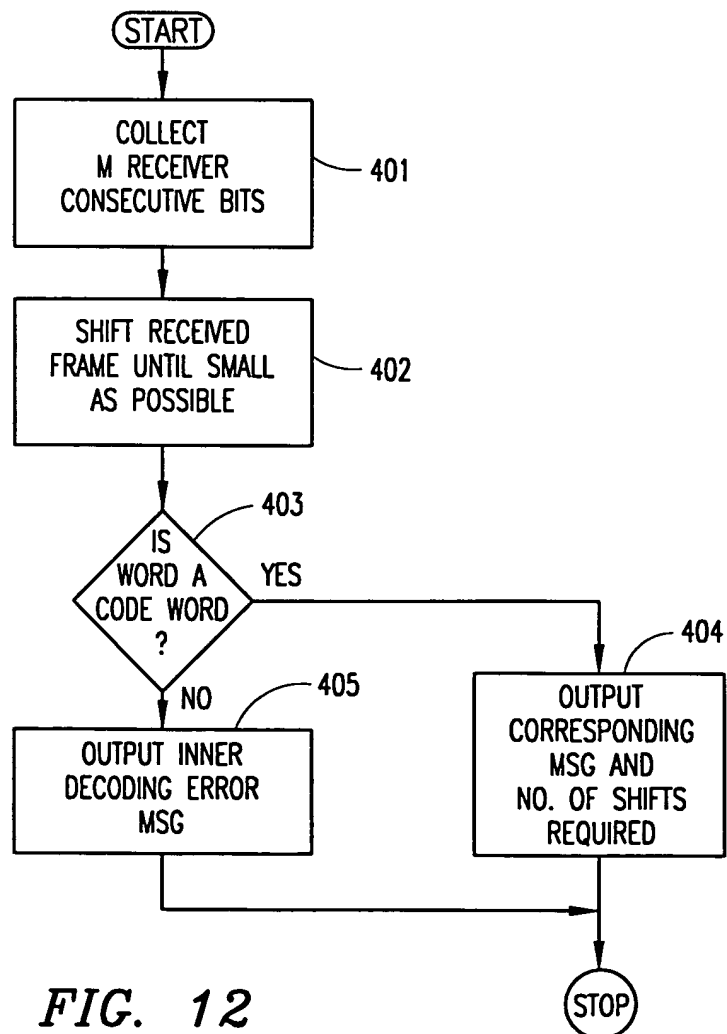 START
COLLECT
M RECEIVER
CONSECUTIVE BITS
401
SHIFT RECEIVED
FRAME UNTIL SMALL
AS POSSIBLE
402
403
IS
WORD A
CODE WORD
?
YES
NO
404
OUTPUT
CORRESPONDING
MSG AND
NO. OF SHIFTS
REQUIRED
405
OUTPUT INNER
DECODING ERROR
MSG
STOP
FIG. 12